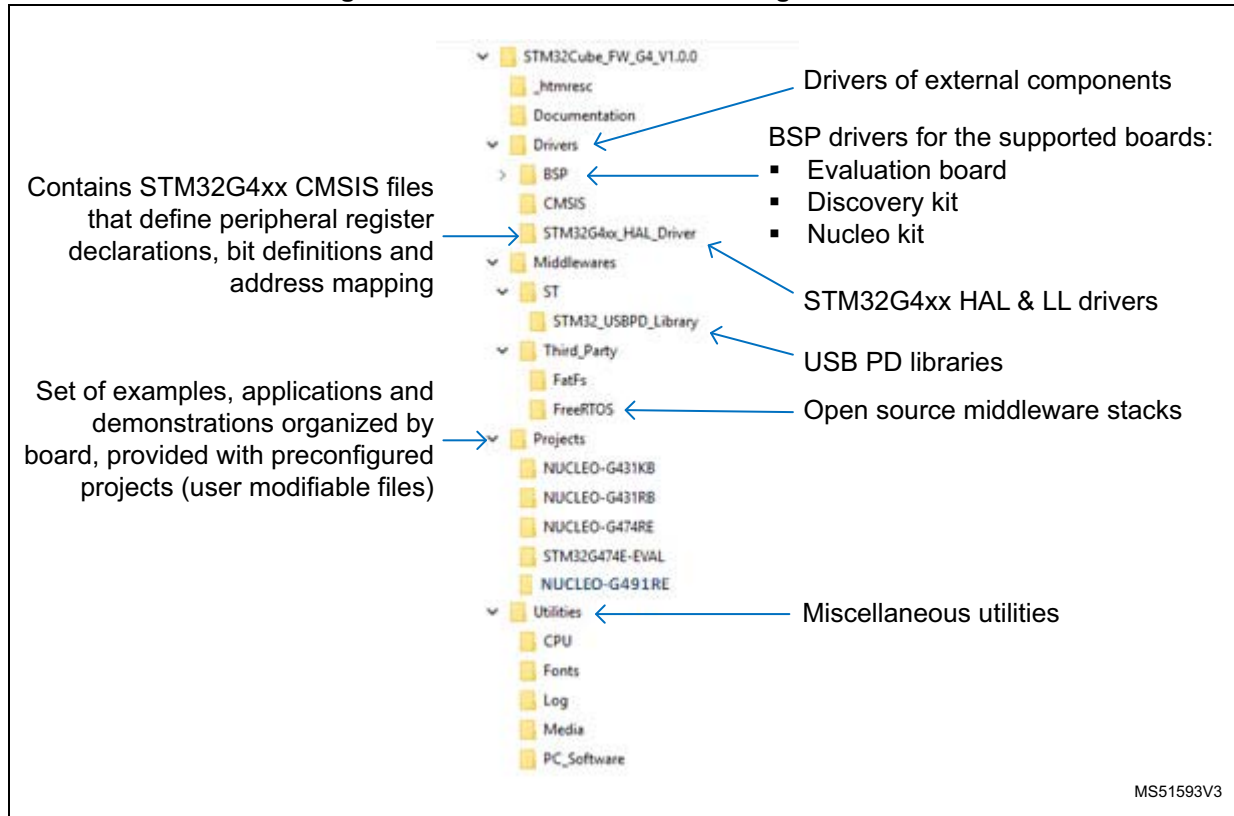 STM32Cube_FW_G4_V1.0.0
_htmresc
Documentation
Drivers
BSP
CMSIS
STM32G4xx_HAL_Driver
Middlewares
ST
STM32_USBPD_Library
Third_Party
FatFs
FreeRTOS
Projects
NUCLEO-G431KB
NUCLEO-G431RB
NUCLEO-G474RE
STM32G474E-EVAL
NUCLEO-G491RE
Utilities
CPU
Fonts
Log
Media
PC_Software
Contains STM32G4xx CMSIS files
that define peripheral register
declarations, bit definitions and
address mapping
Set of examples, applications and
demonstrations organized by
board, provided with preconfigured
projects (user modifiable files)
Drivers of external components
BSP drivers for the supported boards:
▪ Evaluation board
▪ Discovery kit
▪ Nucleo kit
STM32G4xx HAL & LL drivers
USB PD libraries
Open source middleware stacks
Miscellaneous utilities
MS51593V3